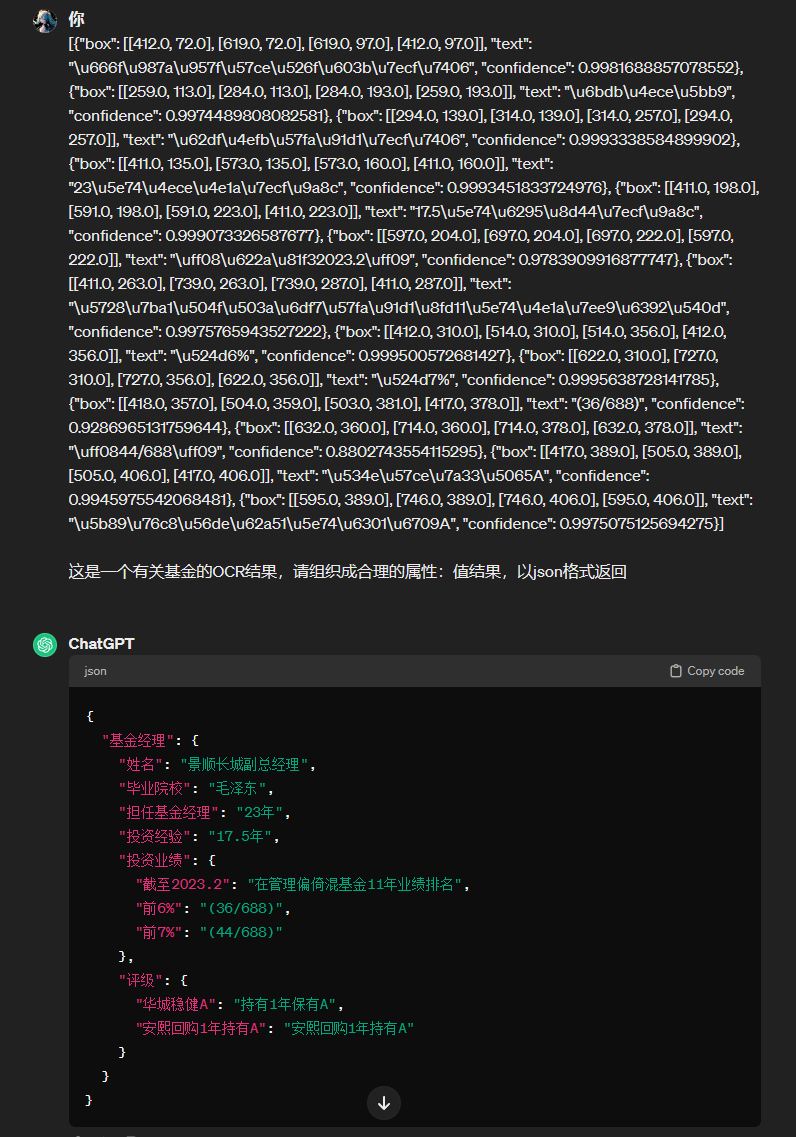 你
[{"box": [[412.0, 72.0], [619.0, 72.0], [619.0, 97.0], [412.0, 97.0]], "text":
"\u666f\u987a\u957f\u57ce\u526f\u603b\u7ecf\u7406", "confidence": 0.9981688857078552},
{"box": [[259.0, 113.0], [284.0, 113.0], [284.0, 193.0], [259.0, 193.0]], "text": "\u6bdb\u4ece\u5bb9",
"confidence": 0.9974489808082581}, {"box": [[294.0, 139.0], [314.0, 139.0], [314.0, 257.0], [294.0,
257.0]], "text": "\u62df\u4efb\u57fa\u91d1\u7ecf\u7406", "confidence": 0.9993338584899902},
{"box": [[411.0, 135.0], [573.0, 135.0], [573.0, 160.0], [411.0, 160.0]], "text":
"23\u5e74\u4ece\u4e1a\u7ecf\u9a8c", "confidence": 0.9993451833724976}, {"box": [[411.0, 198.0],
[591.0, 198.0], [591.0, 223.0], [411.0, 223.0]], "text": "17.5\u5e74\u6295\u8d44\u7ecf\u9a8c",
"confidence": 0.999073326587677}, {"box": [[597.0, 204.0], [697.0, 204.0], [697.0, 222.0], [597.0,
222.0]], "text": "\uff08\u622a\u81f32023.2\uff09", "confidence": 0.9783909916877747}, {"box":
[[411.0, 263.0], [739.0, 263.0], [739.0, 287.0], [411.0, 287.0]], "text":
"\u5728\u7ba1\u504f\u503a\u6df7\u57fa\u91d1\u8fd11\u5e74\u4e1a\u7ee9\u6392\u540d",
"confidence": 0.9975765943527222}, {"box": [[412.0, 310.0], [514.0, 310.0], [514.0, 356.0], [412.0,
356.0]], "text": "\u524d6%", "confidence": 0.999500572681427}, {"box": [[622.0, 310.0], [727.0,
310.0], [727.0, 356.0], [622.0, 356.0]], "text": "\u524d7%", "confidence": 0.9995638728141785},
{"box": [[418.0, 357.0], [504.0, 359.0], [503.0, 381.0], [417.0, 378.0]], "text": "(36/688)", "confidence":
0.9286965131759644}, {"box": [[632.0, 360.0], [714.0, 360.0], [714.0, 378.0], [632.0, 378.0]], "text":
"\uff0844/688\uff09", "confidence": 0.8802743554115295}, {"box": [[417.0, 389.0], [505.0, 389.0],
[505.0, 406.0], [417.0, 406.0]], "text": "\u534e\u57ce\u7a33\u5065A", "confidence":
0.9945975542068481}, {"box": [[595.0, 389.0], [746.0, 389.0], [746.0, 406.0], [595.0, 406.0]], "text":
"\u5b89\u76c8\u56de\u62a51\u5e74\u6301\u6709A", "confidence": 0.9975075125694275}]
这是一个有关基金的OCR结果，请组织成合理的属性：值结果，以json格式返回
ChatGPT
json
Copy code
{
"基金经理": {
"姓名": "景顺长城副总经理",
"毕业院校": "毛泽东",
"担任基金经理": "23年",
"投资经验": "17.5年",
"投资业绩": {
"截至2023.2": "在管理偏倚混基金11年业绩排名",
"前6%": "(36/688)",
"前7%": "(44/688)"
},
"评级": {
"华城稳健A": "持有1年保有A",
"安熙回购1年持有A": "安熙回购1年持有A"
}
}
}